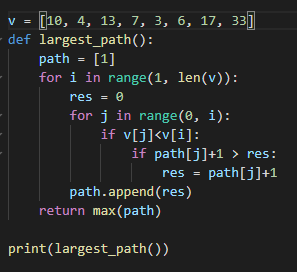 v = [10, 4, 13, 7, 3, 6, 17, 33]
def largest_path():
    path = [1]
    for i in range(1, len(v)):
        res = 0
        for j in range(0, i):
            if v[j]<v[i]:
                if path[j]+1 > res:
                    res = path[j]+1
        path.append(res)
    return max(path)

print(largest_path())